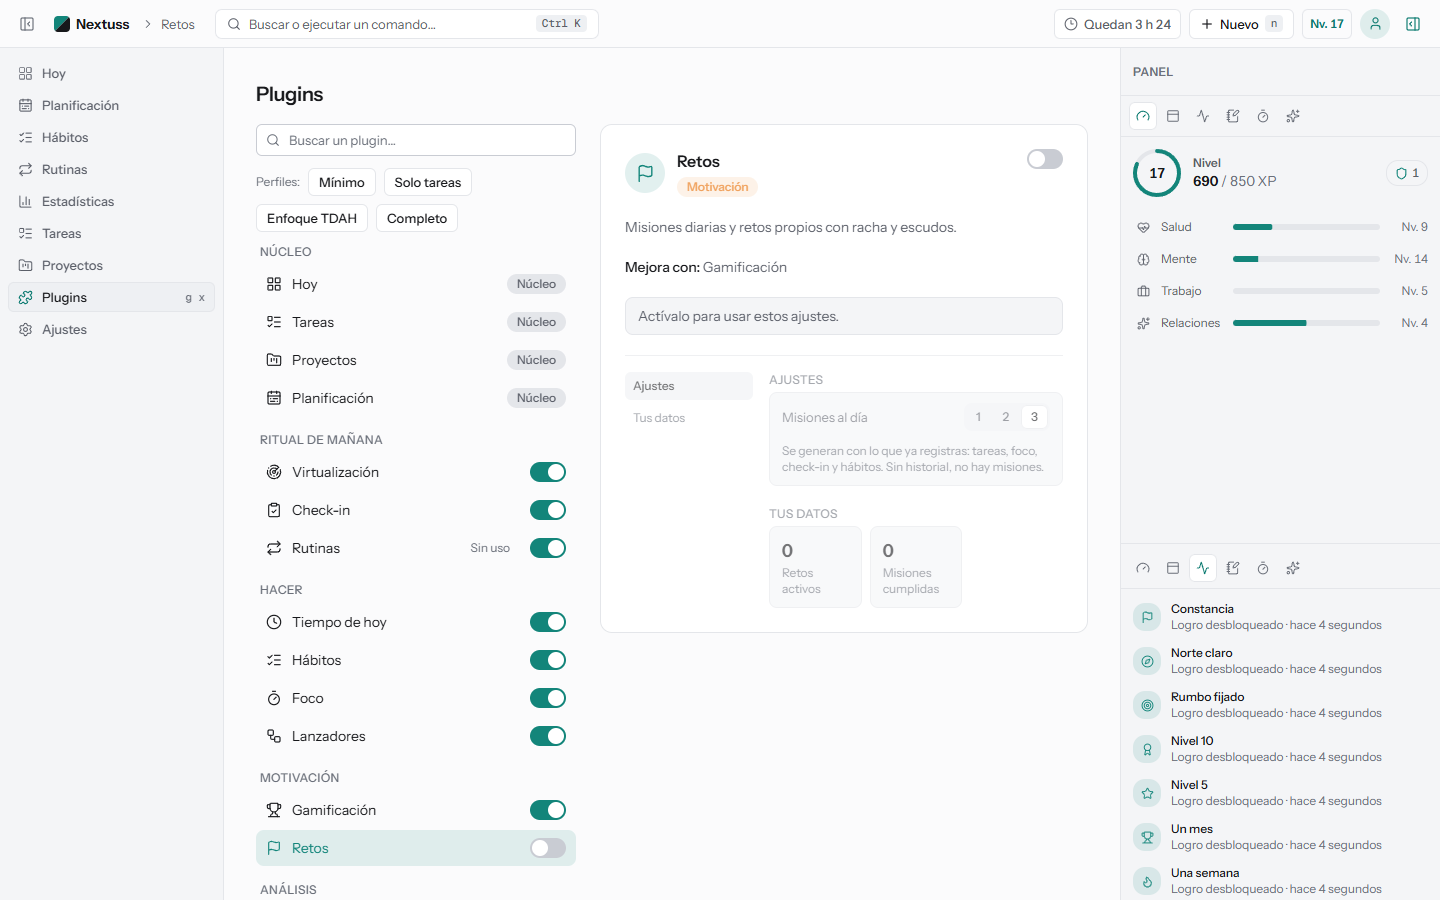 Nextuss
Retos
Buscar o ejecutar un comando...
Ctrl K
Quedan 3 h 24
Nuevo n
Nv. 17
Hoy
Planificación
Hábitos
Rutinas
Estadísticas
Tareas
Proyectos
Plugins g x
Ajustes
Plugins
Buscar un plugin...
Perfiles: Mínimo Solo tareas
Enfoque TDAH Completo
NÚCLEO
Hoy Núcleo
Tareas Núcleo
Proyectos Núcleo
Planificación Núcleo
RITUAL DE MAÑANA
Virtualización
Check-in
Rutinas Sin uso
HACER
Tiempo de hoy
Hábitos
Foco
Lanzadores
MOTIVACIÓN
Gamificación
Retos
ANÁLISIS
Retos
Motivación
Misiones diarias y retos propios con racha y escudos.
Mejora con: Gamificación
Actívalo para usar estos ajustes.
Ajustes
Tus datos
AJUSTES
Misiones al día 1 2 3
Se generan con lo que ya registras: tareas, foco,
check-in y hábitos. Sin historial, no hay misiones.
TUS DATOS
0
Retos
activos
0
Misiones
cumplidas
PANEL
17
Nivel
690 / 850 XP
1
Salud Nv. 9
Mente Nv. 14
Trabajo Nv. 5
Relaciones Nv. 4
Constancia
Logro desbloqueado · hace 4 segundos
Norte claro
Logro desbloqueado · hace 4 segundos
Rumbo fijado
Logro desbloqueado · hace 4 segundos
Nivel 10
Logro desbloqueado · hace 4 segundos
Nivel 5
Logro desbloqueado · hace 4 segundos
Un mes
Logro desbloqueado · hace 4 segundos
Una semana
Logro desbloqueado · hace 4 segundos